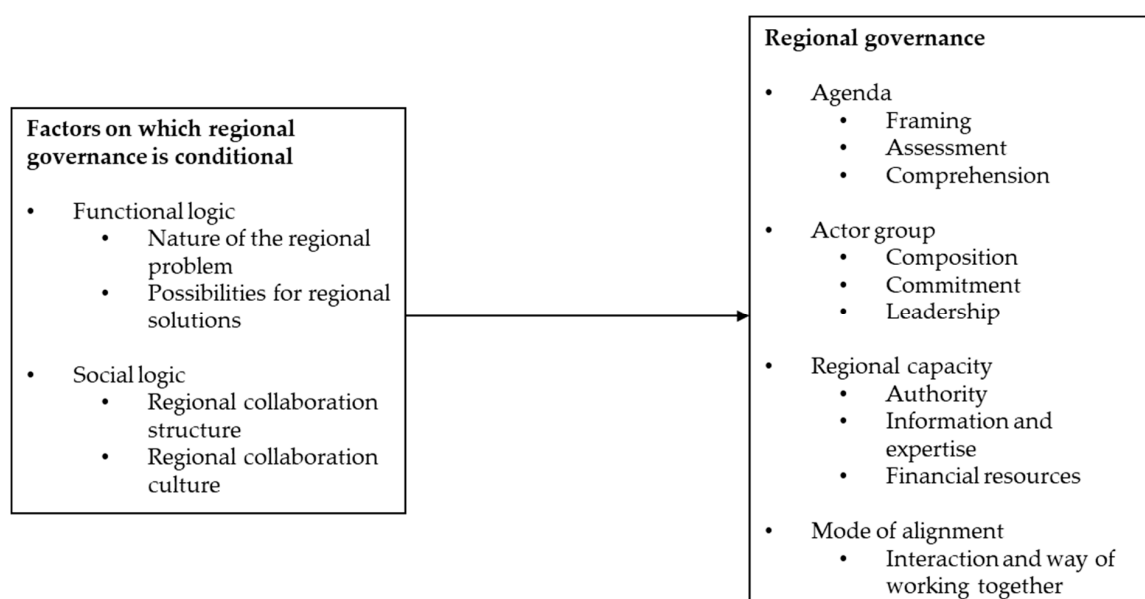 Factors on which regional
governance is conditional
• Functional logic
• Nature of the regional
problem
• Possibilities for regional
solutions
• Social logic
• Regional collaboration
structure
• Regional collaboration
culture
Regional governance
• Agenda
• Framing
• Assessment
• Comprehension
• Actor group
• Composition
• Commitment
• Leadership
• Regional capacity
• Authority
• Information and
expertise
• Financial resources
• Mode of alignment
• Interaction and way of
working together